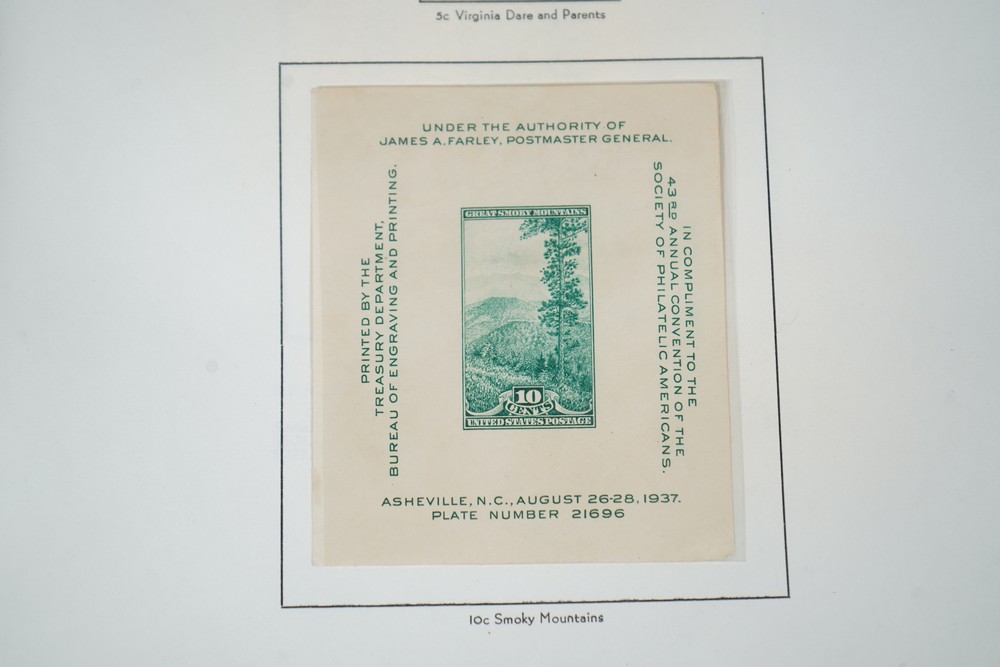 5c Virginia Dare and Parents
UNDER THE AUTHORITY OF
JAMES A. FARLEY, POSTMASTER GENERAL.
PRINTED BY THE
TREASURY DEPARTMENT,
BUREAU OF ENGRAVING AND PRINTING.
GREAT SMOKY MOUNTAINS
10
CENTS
UNITED STATES POSTAGE
IN COMPLIMENT TO THE
43RD ANNUAL CONVENTION OF THE
SOCIETY OF PHILATELIC AMERICANS.
ASHEVILLE, N.C., AUGUST 26-28, 1937.
PLATE NUMBER 21696
10c Smoky Mountains